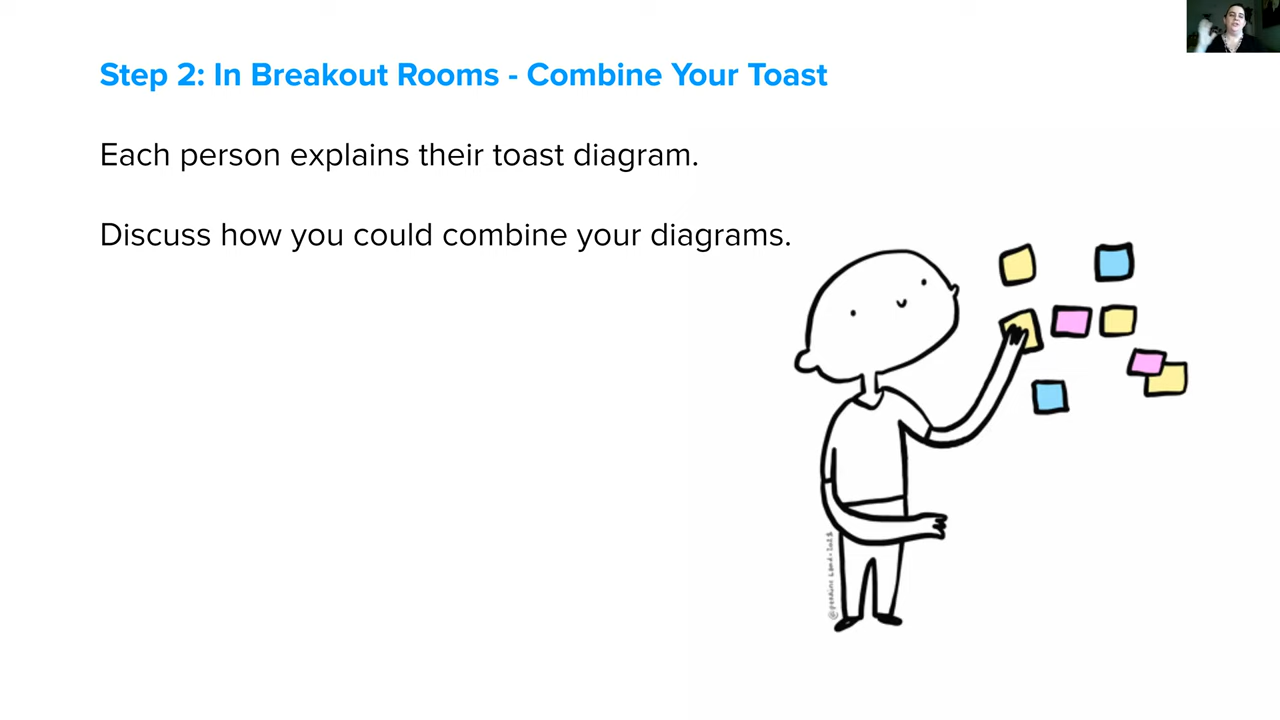 Step 2: In Breakout Rooms - Combine Your Toast
Each person explains their toast diagram.
Discuss how you could combine your diagrams.